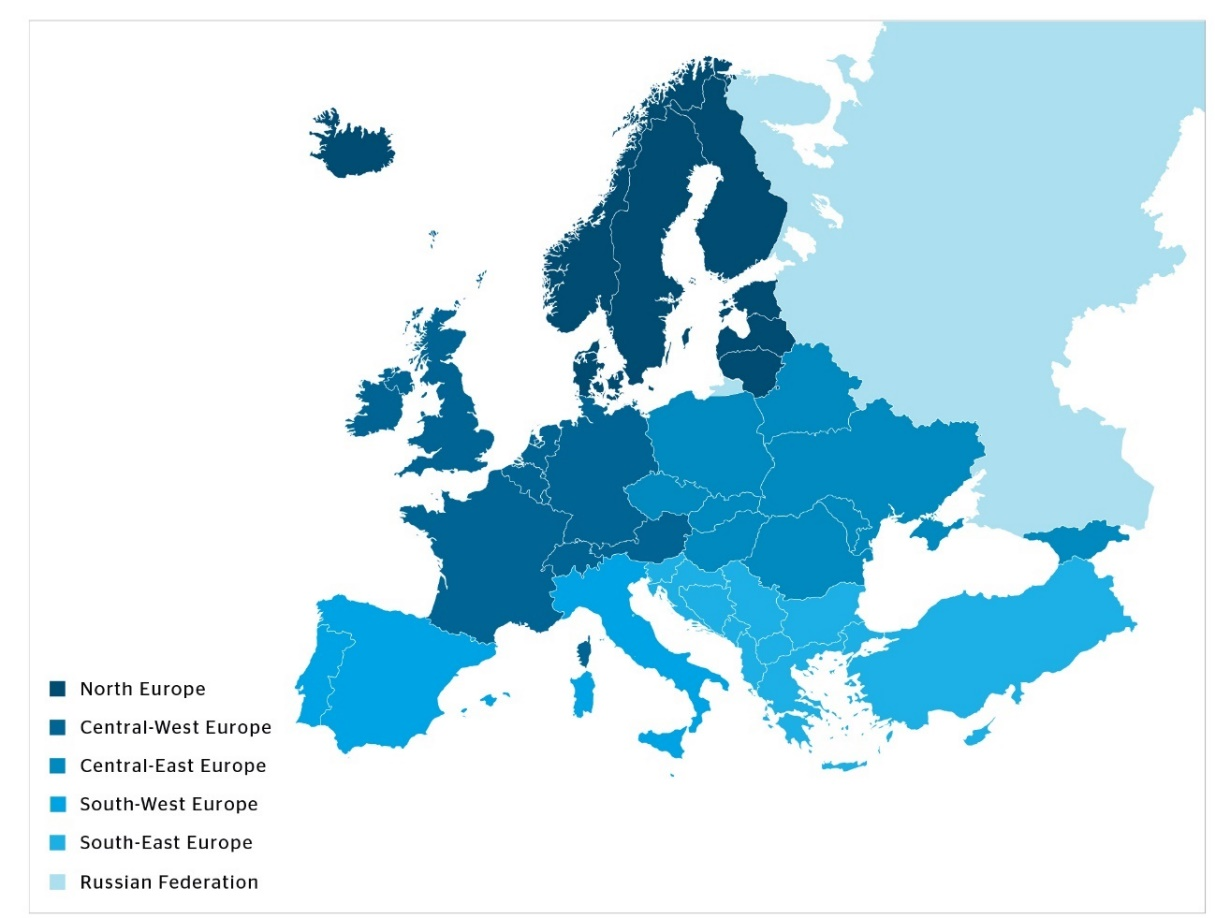 North Europe
Central-West Europe
Central-East Europe
South-West Europe
South-East Europe
Russian Federation